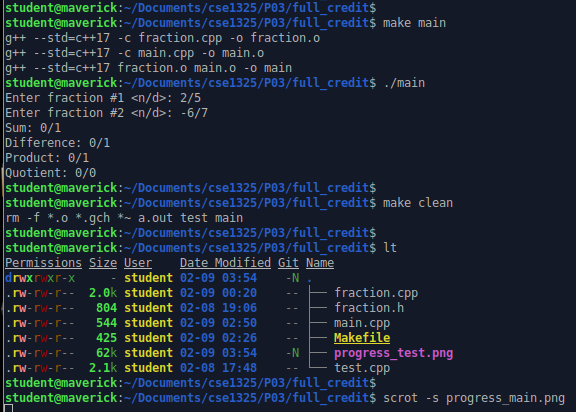 student@maverick:~/Documents/cse1325/P03/full_credit$
student@maverick:~/Documents/cse1325/P03/full_credit$ make main
g++ --std=c++17 -c fraction.cpp -o fraction.o
g++ --std=c++17 -c main.cpp -o main.o
g++ --std=c++17 fraction.o main.o -o main
student@maverick:~/Documents/cse1325/P03/full_credit$ ./main
Enter fraction #1 <n/d>: 2/5
Enter fraction #2 <n/d>: -6/7
Sum: 0/1
Difference: 0/1
Product: 0/1
Quotient: 0/0
student@maverick:~/Documents/cse1325/P03/full_credit$
student@maverick:~/Documents/cse1325/P03/full_credit$ make clean
rm -f *.o *.gch *~ a.out test main
student@maverick:~/Documents/cse1325/P03/full_credit$
student@maverick:~/Documents/cse1325/P03/full_credit$ lt
Permissions Size User    Date Modified Git Name
drwxrwxr-x     - student 02-09 03:54    -N .
.rw-rw-r--  2.0k student 02-09 00:20    -- ├── fraction.cpp
.rw-rw-r--   804 student 02-08 19:06    -- ├── fraction.h
.rw-rw-r--   544 student 02-09 02:50    -- ├── main.cpp
.rw-rw-r--   425 student 02-09 02:26    -- ├── Makefile
.rw-rw-r--   62k student 02-09 03:54    -N ├── progress_test.png
.rw-rw-r--  2.1k student 02-08 17:48    -- └── test.cpp
student@maverick:~/Documents/cse1325/P03/full_credit$
student@maverick:~/Documents/cse1325/P03/full_credit$ scrot -s progress_main.png